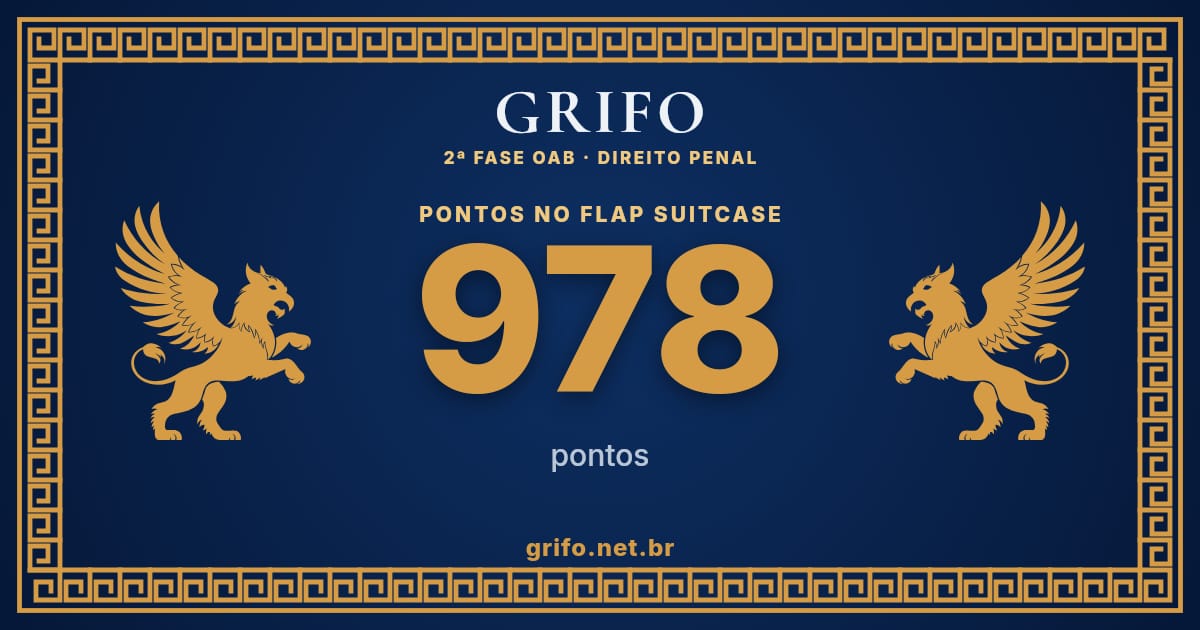 GRIFO
2ª FASE OAB · DIREITO PENAL
PONTOS NO FLAP SUITCASE
978
pontos
grifo.net.br